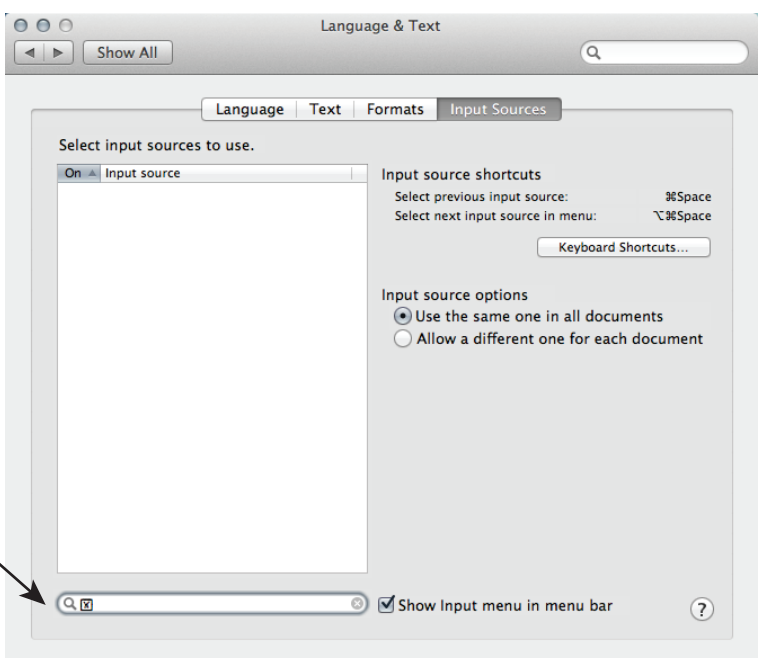 Language & Text
Show All
Language Text Formats Input Sources
Select input sources to use.
On Input source
Input source shortcuts
Select previous input source: ⌘Space
Select next input source in menu: ⌥⌘Space
Keyboard Shortcuts...
Input source options
Use the same one in all documents
Allow a different one for each document
Show Input menu in menu bar
?